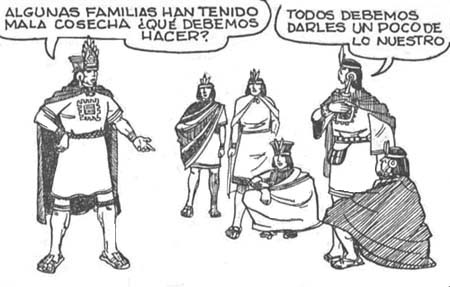 ALGUNAS FAMILIAS HAN TENIDO
MALA COSECHA ¿QUÉ DEBEMOS
HACER?
TODOS DEBEMOS
DARLES UN POCO DE
LO NUESTRO